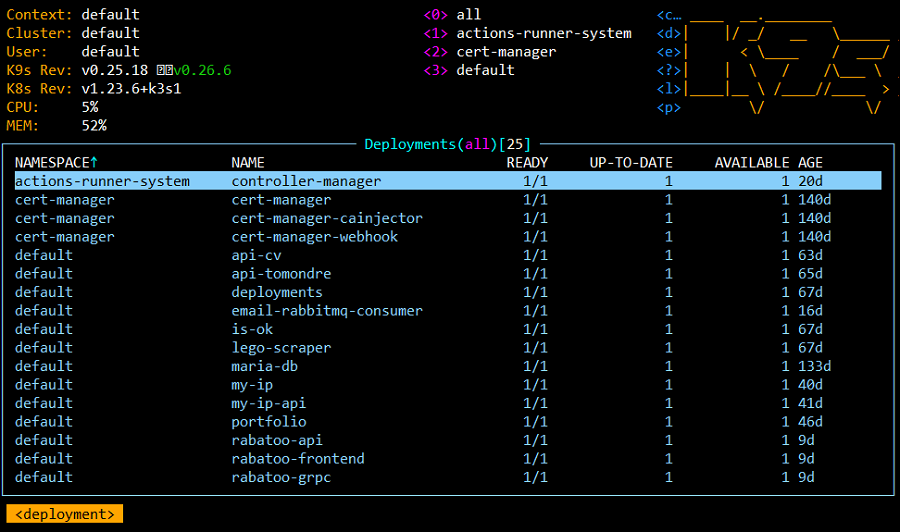 Context: default <0> all <c…
Cluster: default <1> actions-runner-system <d>
User: default <2> cert-manager <e>
K9s Rev: v0.25.18 v0.26.6 <3> default <?>
K8s Rev: v1.23.6+k3s1 <l>
CPU: 5% <p>
MEM: 52%
Deployments(all)[25]
NAMESPACE↑ NAME READY UP-TO-DATE AVAILABLE AGE
actions-runner-system controller-manager 1/1 1 1 20d
cert-manager cert-manager 1/1 1 1 140d
cert-manager cert-manager-cainjector 1/1 1 1 140d
cert-manager cert-manager-webhook 1/1 1 1 140d
default api-cv 1/1 1 1 63d
default api-tomondre 1/1 1 1 65d
default deployments 1/1 1 1 67d
default email-rabbitmq-consumer 1/1 1 1 16d
default is-ok 1/1 1 1 67d
default lego-scraper 1/1 1 1 67d
default maria-db 1/1 1 1 133d
default my-ip 1/1 1 1 40d
default my-ip-api 1/1 1 1 41d
default portfolio 1/1 1 1 46d
default rabatoo-api 1/1 1 1 9d
default rabatoo-frontend 1/1 1 1 9d
default rabatoo-grpc 1/1 1 1 9d
<deployment>